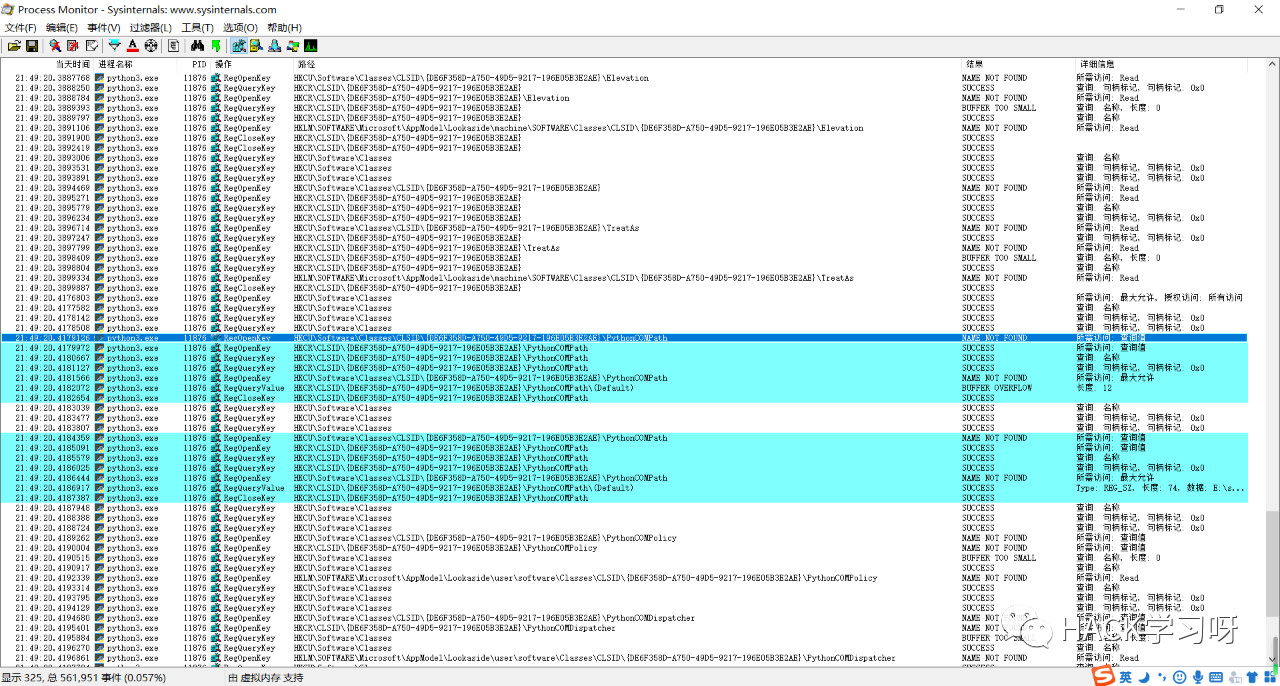 Process Monitor - Sysinternals: www.sysinternals.com
文件(F) 编辑(E) 事件(V) 过滤器(L) 工具(T) 选项(O) 帮助(H)
当天时间 进程名称 PID 操作 路径 结果 详细信息
21:49:20.3887768 python3.exe 11876 RegOpenKey HKCU\Software\Classes\CLSID\{DE6F358D-A750-49D5-9217-196E05B3E2AE}\Elevation NAME NOT FOUND 所需访问: Read
21:49:20.3888250 python3.exe 11876 RegQueryKey HKCR\CLSID\{DE6F358D-A750-49D5-9217-196E05B3E2AE} SUCCESS 查询: 句柄标记, 句柄标记: 0x0
21:49:20.3888784 python3.exe 11876 RegOpenKey HKCR\CLSID\{DE6F358D-A750-49D5-9217-196E05B3E2AE}\Elevation NAME NOT FOUND 所需访问: Read
21:49:20.3889393 python3.exe 11876 RegQueryKey HKCR\CLSID\{DE6F358D-A750-49D5-9217-196E05B3E2AE} BUFFER TOO SMALL 查询: 名称, 长度: 0
21:49:20.3889797 python3.exe 11876 RegQueryKey HKCR\CLSID\{DE6F358D-A750-49D5-9217-196E05B3E2AE} SUCCESS 查询: 名称
21:49:20.3891106 python3.exe 11876 RegOpenKey HKLM\SOFTWARE\Microsoft\AppModel\Lookaside\machine\SOFTWARE\Classes\CLSID\{DE6F358D-A750-49D5-9217-196E05B3E2AE}\Elevation NAME NOT FOUND 所需访问: Read
21:49:20.3891900 python3.exe 11876 RegCloseKey HKCR\CLSID\{DE6F358D-A750-49D5-9217-196E05B3E2AE} SUCCESS
21:49:20.3892419 python3.exe 11876 RegCloseKey HKCR\CLSID\{DE6F358D-A750-49D5-9217-196E05B3E2AE} SUCCESS
21:49:20.3893006 python3.exe 11876 RegQueryKey HKCU\Software\Classes SUCCESS 查询: 名称
21:49:20.3893531 python3.exe 11876 RegQueryKey HKCU\Software\Classes SUCCESS 查询: 句柄标记, 句柄标记: 0x0
21:49:20.3893891 python3.exe 11876 RegQueryKey HKCU\Software\Classes SUCCESS 查询: 句柄标记, 句柄标记: 0x0
21:49:20.3894469 python3.exe 11876 RegOpenKey HKCU\Software\Classes\CLSID\{DE6F358D-A750-49D5-9217-196E05B3E2AE} NAME NOT FOUND 所需访问: Read
21:49:20.3895271 python3.exe 11876 RegOpenKey HKCR\CLSID\{DE6F358D-A750-49D5-9217-196E05B3E2AE} SUCCESS 所需访问: Read
21:49:20.3895779 python3.exe 11876 RegQueryKey HKCR\CLSID\{DE6F358D-A750-49D5-9217-196E05B3E2AE} SUCCESS 查询: 名称
21:49:20.3896234 python3.exe 11876 RegQueryKey HKCR\CLSID\{DE6F358D-A750-49D5-9217-196E05B3E2AE} SUCCESS 查询: 句柄标记, 句柄标记: 0x0
21:49:20.3896714 python3.exe 11876 RegOpenKey HKCU\Software\Classes\CLSID\{DE6F358D-A750-49D5-9217-196E05B3E2AE}\TreatAs NAME NOT FOUND 所需访问: Read
21:49:20.3897247 python3.exe 11876 RegQueryKey HKCR\CLSID\{DE6F358D-A750-49D5-9217-196E05B3E2AE} SUCCESS 查询: 句柄标记, 句柄标记: 0x0
21:49:20.3897799 python3.exe 11876 RegOpenKey HKCR\CLSID\{DE6F358D-A750-49D5-9217-196E05B3E2AE}\TreatAs NAME NOT FOUND 所需访问: Read
21:49:20.3898409 python3.exe 11876 RegQueryKey HKCR\CLSID\{DE6F358D-A750-49D5-9217-196E05B3E2AE} BUFFER TOO SMALL 查询: 名称, 长度: 0
21:49:20.3898804 python3.exe 11876 RegQueryKey HKCR\CLSID\{DE6F358D-A750-49D5-9217-196E05B3E2AE} SUCCESS 查询: 名称
21:49:20.3899334 python3.exe 11876 RegOpenKey HKLM\SOFTWARE\Microsoft\AppModel\Lookaside\machine\SOFTWARE\Classes\CLSID\{DE6F358D-A750-49D5-9217-196E05B3E2AE}\TreatAs NAME NOT FOUND 所需访问: Read
21:49:20.3899887 python3.exe 11876 RegCloseKey HKCR\CLSID\{DE6F358D-A750-49D5-9217-196E05B3E2AE} SUCCESS
21:49:20.4176803 python3.exe 11876 RegOpenKey HKCU\Software\Classes SUCCESS 所需访问: 最大允许, 授权访问: 所有访问
21:49:20.4177582 python3.exe 11876 RegQueryKey HKCU\Software\Classes SUCCESS 查询: 名称
21:49:20.4178142 python3.exe 11876 RegQueryKey HKCU\Software\Classes SUCCESS 查询: 句柄标记, 句柄标记: 0x0
21:49:20.4178508 python3.exe 11876 RegQueryKey HKCU\Software\Classes SUCCESS 查询: 句柄标记, 句柄标记: 0x0
21:49:20.4179126 python3.exe 11876 RegOpenKey HKCU\Software\Classes\CLSID\{DE6F358D-A750-49D5-9217-196E05B3E2AE}\PythonCOMPath NAME NOT FOUND 所需访问: 查询值
21:49:20.4179972 python3.exe 11876 RegOpenKey HKCR\CLSID\{DE6F358D-A750-49D5-9217-196E05B3E2AE}\PythonCOMPath SUCCESS 所需访问: 查询值
21:49:20.4180667 python3.exe 11876 RegQueryKey HKCR\CLSID\{DE6F358D-A750-49D5-9217-196E05B3E2AE}\PythonCOMPath SUCCESS 查询: 名称
21:49:20.4181127 python3.exe 11876 RegQueryKey HKCR\CLSID\{DE6F358D-A750-49D5-9217-196E05B3E2AE}\PythonCOMPath SUCCESS 查询: 句柄标记, 句柄标记: 0x0
21:49:20.4181566 python3.exe 11876 RegOpenKey HKCU\Software\Classes\CLSID\{DE6F358D-A750-49D5-9217-196E05B3E2AE}\PythonCOMPath NAME NOT FOUND 所需访问: 最大允许
21:49:20.4182072 python3.exe 11876 RegQueryValue HKCR\CLSID\{DE6F358D-A750-49D5-9217-196E05B3E2AE}\PythonCOMPath\(Default) BUFFER OVERFLOW 长度: 12
21:49:20.4182654 python3.exe 11876 RegCloseKey HKCR\CLSID\{DE6F358D-A750-49D5-9217-196E05B3E2AE}\PythonCOMPath SUCCESS
21:49:20.4183039 python3.exe 11876 RegQueryKey HKCU\Software\Classes SUCCESS 查询: 名称
21:49:20.4183477 python3.exe 11876 RegQueryKey HKCU\Software\Classes SUCCESS 查询: 句柄标记, 句柄标记: 0x0
21:49:20.4183807 python3.exe 11876 RegQueryKey HKCU\Software\Classes SUCCESS 查询: 句柄标记, 句柄标记: 0x0
21:49:20.4184359 python3.exe 11876 RegOpenKey HKCU\Software\Classes\CLSID\{DE6F358D-A750-49D5-9217-196E05B3E2AE}\PythonCOMPath NAME NOT FOUND 所需访问: 查询值
21:49:20.4185091 python3.exe 11876 RegOpenKey HKCR\CLSID\{DE6F358D-A750-49D5-9217-196E05B3E2AE}\PythonCOMPath SUCCESS 所需访问: 查询值
21:49:20.4185579 python3.exe 11876 RegQueryKey HKCR\CLSID\{DE6F358D-A750-49D5-9217-196E05B3E2AE}\PythonCOMPath SUCCESS 查询: 名称
21:49:20.4186025 python3.exe 11876 RegQueryKey HKCR\CLSID\{DE6F358D-A750-49D5-9217-196E05B3E2AE}\PythonCOMPath SUCCESS 查询: 句柄标记, 句柄标记: 0x0
21:49:20.4186444 python3.exe 11876 RegOpenKey HKCU\Software\Classes\CLSID\{DE6F358D-A750-49D5-9217-196E05B3E2AE}\PythonCOMPath NAME NOT FOUND 所需访问: 最大允许
21:49:20.4186917 python3.exe 11876 RegQueryValue HKCR\CLSID\{DE6F358D-A750-49D5-9217-196E05B3E2AE}\PythonCOMPath\(Default) SUCCESS Type: REG_SZ, 长度: 74, 数据: E:\s...
21:49:20.4187387 python3.exe 11876 RegCloseKey HKCR\CLSID\{DE6F358D-A750-49D5-9217-196E05B3E2AE}\PythonCOMPath SUCCESS
21:49:20.4187948 python3.exe 11876 RegQueryKey HKCU\Software\Classes SUCCESS 查询: 名称
21:49:20.4188388 python3.exe 11876 RegQueryKey HKCU\Software\Classes SUCCESS 查询: 句柄标记, 句柄标记: 0x0
21:49:20.4188724 python3.exe 11876 RegQueryKey HKCU\Software\Classes SUCCESS 查询: 句柄标记, 句柄标记: 0x0
21:49:20.4189262 python3.exe 11876 RegOpenKey HKCU\Software\Classes\CLSID\{DE6F358D-A750-49D5-9217-196E05B3E2AE}\PythonCOMPolicy NAME NOT FOUND 所需访问: 查询值
21:49:20.4190004 python3.exe 11876 RegOpenKey HKCR\CLSID\{DE6F358D-A750-49D5-9217-196E05B3E2AE}\PythonCOMPolicy NAME NOT FOUND 所需访问: 查询值
21:49:20.4190515 python3.exe 11876 RegQueryKey HKCU\Software\Classes BUFFER TOO SMALL 查询: 名称, 长度: 0
21:49:20.4190917 python3.exe 11876 RegQueryKey HKCU\Software\Classes SUCCESS 查询: 名称
21:49:20.4192339 python3.exe 11876 RegOpenKey HKLM\SOFTWARE\Microsoft\AppModel\Lookaside\user\software\Classes\CLSID\{DE6F358D-A750-49D5-9217-196E05B3E2AE}\PythonCOMPolicy NAME NOT FOUND 所需访问: Read
21:49:20.4193314 python3.exe 11876 RegQueryKey HKCU\Software\Classes SUCCESS 查询: 名称
21:49:20.4193795 python3.exe 11876 RegQueryKey HKCU\Software\Classes SUCCESS 查询: 句柄标记, 句柄标记: 0x0
21:49:20.4194129 python3.exe 11876 RegQueryKey HKCU\Software\Classes SUCCESS 查询: 句柄标记, 句柄标记: 0x0
21:49:20.4194680 python3.exe 11876 RegOpenKey HKCU\Software\Classes\CLSID\{DE6F358D-A750-49D5-9217-196E05B3E2AE}\PythonCOMDispatcher NAME NOT FOUND 所需访问: 查询值
21:49:20.4195401 python3.exe 11876 RegOpenKey HKCR\CLSID\{DE6F358D-A750-49D5-9217-196E05B3E2AE}\PythonCOMDispatcher NAME NOT
21:49:20.4195884 python3.exe 11876 RegQueryKey HKCU\Software\Classes BUFFER TOO
21:49:20.4196270 python3.exe 11876 RegQueryKey HKCU\Software\Classes SUCCESS 查询: 名称
21:49:20.4196861 python3.exe 11876 RegOpenKey HKLM\SOFTWARE\Microsoft\AppModel\Lookaside\user\software\Classes\CLSID\{DE6F358D-A750-49D5-9217-196E05B3E2AE}\PythonCOMDispatcher NAME NOT FOUND 所需访问: Read
HACK学习呀
显示 325, 总 561,951 事件 (0.057%) 由 虚拟内存 支持
英